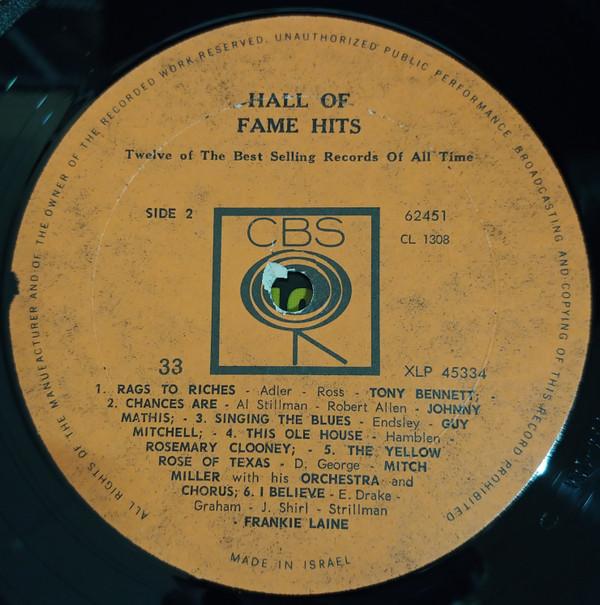 ALL RIGHTS OF THE MANUFACTURER AND OF THE OWNER OF THE RECORDED WORK RESERVED. UNAUTHORIZED PUBLIC PERFORMANCE BROADCASTING AND COPYING OF THIS RECORD PROHIBITED
HALL OF
FAME HITS
Twelve of The Best Selling Records Of All Time
SIDE 2
62451
CBS
CL 1308
33
XLP 45334
1. RAGS TO RICHES - Adler - Ross - TONY BENNETT; -
2. CHANCES ARE - Al Stillman - Robert Allen - JOHNNY
MATHIS; - 3. SINGING THE BLUES - Endsley - GUY
MITCHELL; - 4. THIS OLE HOUSE - Hamblen -
ROSEMARY CLOONEY; - 5. THE YELLOW
ROSE OF TEXAS - D. George - MITCH
MILLER with his ORCHESTRA and
CHORUS; 6. I BELIEVE - E. Drake -
Graham - J. Shirl - Strillman
- FRANKIE LAINE
MADE IN ISRAEL